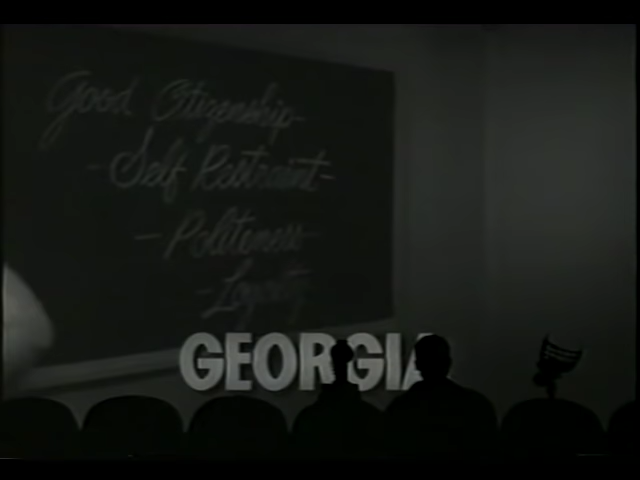 Good Citizenship-
-Self Restraint-
-Politeness
-Loyalty
GEORGIA